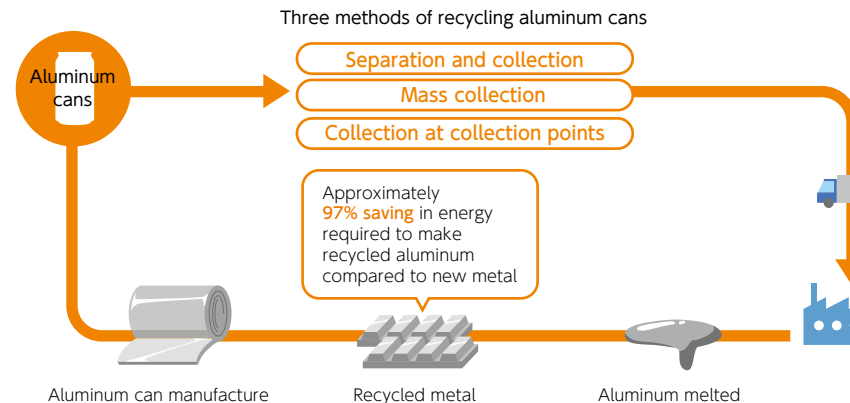 Three methods of recycling aluminum cans
Aluminum
cans
Separation and collection
Mass collection
Collection at collection points
Approximately
97% saving in energy
required to make
recycled aluminum
compared to new metal
Aluminum can manufacture
Recycled metal
Aluminum melted